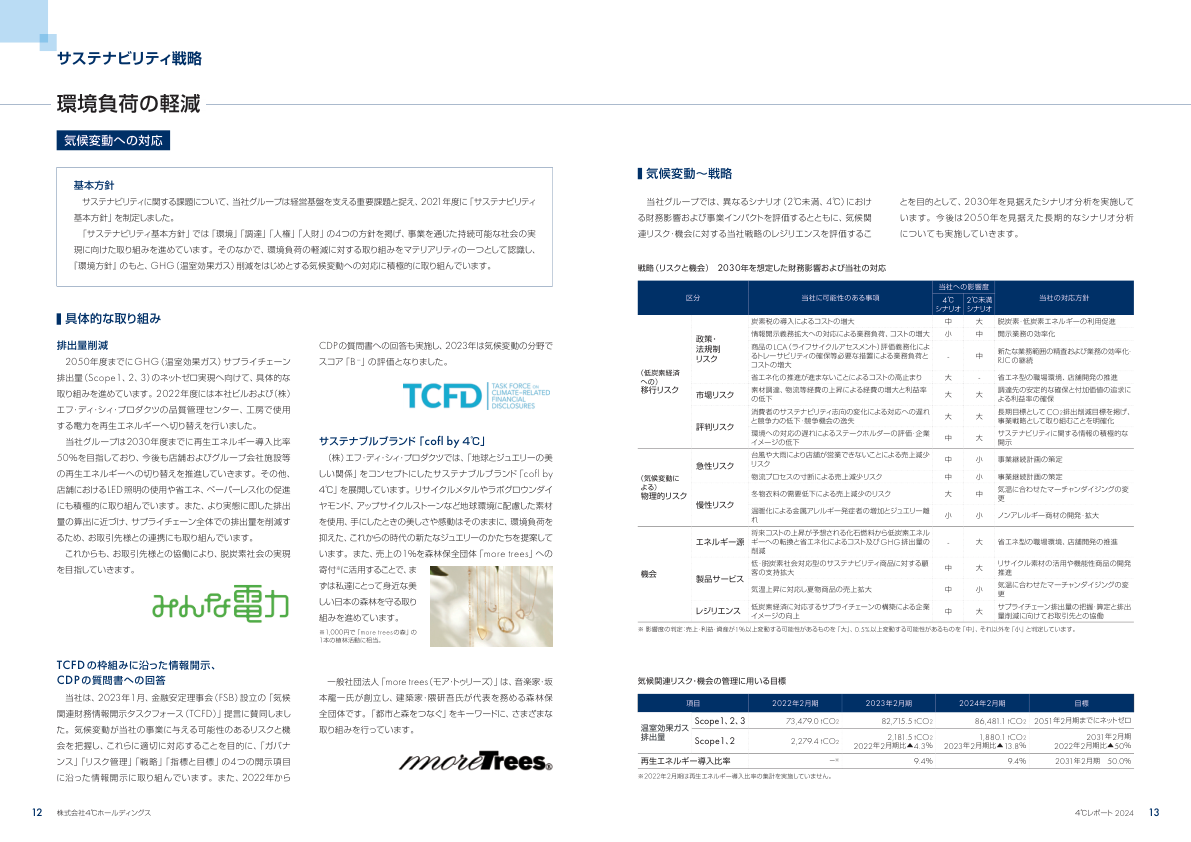 サステナビリティ戦略
環境負荷の軽減
気候変動への対応
基本方針
サステナビリティに関する課題について、当社グループは経営基盤を支える重要課題と捉え、2021年度に「サステナビリティ
基本方針」を制定しました。
「サステナビリティ基本方針」では「環境」「調達」「人権」「人財」の4つの方針を掲げ、事業を通じた持続可能な社会の実
現に向けた取り組みを進めています。そのなかで、環境負荷の軽減に対する取り組みをマテリアリティの一つとして認識し、
「環境方針」のもと、GHG（温室効果ガス）削減をはじめとする気候変動への対応に積極的に取り組んでいます。
具体的な取り組み
排出量削減
2050年度までにGHG（温室効果ガス）サプライチェーン
排出量（Scope1、2、3）のネットゼロ実現へ向けて、具体的な
取り組みを進めています。2022年度には本社ビルおよび（株）
エフ・ディ・シィ・プロダクツの品質管理センター、工房で使用
する電力を再生エネルギーへ切り替えを行いました。
当社グループは2030年度までに再生エネルギー導入比率
50%を目指しており、今後も店舗およびグループ会社施設等
の再生エネルギーへの切り替えを推進していきます。その他、
店舗におけるLED照明の使用や省エネ、ペーパーレス化の促進
にも積極的に取り組んでいます。また、より実態に即した排出
量の算出に近づけ、サプライチェーン全体での排出量を削減す
るため、お取引先様との連携にも取り組んでいます。
これからも、お取引先様との協働により、脱炭素社会の実現
を目指していきます。
みんな電力
TCFDの枠組みに沿った情報開示、
CDPの質問書への回答
当社は、2023年1月、金融安定理事会（FSB）設立の「気候
関連財務情報開示タスクフォース（TCFD）」提言に賛同しまし
た。気候変動が当社の事業に与える可能性のあるリスクと機
会を把握し、これらに適切に対応することを目的に、「ガバナ
ンス」「リスク管理」「戦略」「指標と目標」の4つの開示項目
に沿った情報開示に取り組んでいます。また、2022年から
CDPの質問書への回答も実施し、2023年は気候変動の分野で
スコア「B⁻」の評価となりました。
TCFD TASK FORCE ON
CLIMATE-RELATED
FINANCIAL
DISCLOSURES
サステナブルブランド「cofl by 4℃」
（株）エフ・ディ・シィ・プロダクツでは、「地球とジュエリーの美
しい関係」をコンセプトにしたサステナブルブランド「cofl by
4℃」を展開しています。リサイクルメタルやラボグロウンダイ
ヤモンド、アップサイクルストーンなど地球環境に配慮した素材
を使用、手にしたときの美しさや感動はそのままに、環境負荷を
抑えた、これからの時代の新たなジュエリーのかたちを提案して
います。また、売上の1%を森林保全団体「more trees」への
寄付※に活用することで、ま
ずは私達にとって身近な美
しい日本の森林を守る取り
組みを進めています。
※1,000円で「more treesの森」の
1本の植林活動に相当。
一般社団法人「more trees（モア・トゥリーズ）」は、音楽家・坂
本龍一氏が創立し、建築家・隈研吾氏が代表を務める森林保
全団体です。「都市と森をつなぐ」をキーワードに、さまざまな
取り組みを行っています。
moreTrees®
12 株式会社4℃ホールディングス
気候変動～戦略
当社グループでは、異なるシナリオ（2℃未満、4℃）におけ
る財務影響および事業インパクトを評価するとともに、気候関
連リスク・機会に対する当社戦略のレジリエンスを評価するこ
とを目的として、2030年を見据えたシナリオ分析を実施して
います。今後は2050年を見据えた長期的なシナリオ分析
についても実施していきます。
戦略（リスクと機会） 2030年を想定した財務影響および当社の対応
区分 当社に可能性のある事項 当社への影響度 当社の対応方針
4℃シナリオ 2℃未満シナリオ
（低炭素経済への）移行リスク
政策・法規制リスク
炭素税の導入によるコストの増大 中 大 脱炭素・低炭素エネルギーの利用促進
情報開示義務拡大への対応による業務負荷、コストの増大 小 中 開示業務の効率化
商品のLCA（ライフサイクルアセスメント）評価義務化によるトレーサビリティの確保等必要な措置による業務負荷とコストの増大 - 中 新たな業務範囲の精査および業務の効率化・RJCの継続
省エネ化の推進が進まないことによるコストの高止まり 大 - 省エネ型の職場環境、店舗開発の推進
市場リスク 素材調達、物流等経費の上昇による経費の増大と利益率の低下 大 大 調達先の安定的な確保と付加価値の追求による利益率の確保
評判リスク 消費者のサステナビリティ志向の変化による対応への遅れと競争力の低下・競争機会の逸失 大 大 長期目標としてCO2排出削減目標を掲げ、事業戦略として取り組むことを明確化
環境への対応の遅れによるステークホルダーの評価・企業イメージの低下 中 大 サステナビリティに関する情報の積極的な開示
（気候変動による）物理的リスク
急性リスク 台風や大雨により店舗が営業できないことによる売上減少リスク 中 小 事業継続計画の策定
物流プロセスの寸断による売上減少リスク 中 小 事業継続計画の策定
慢性リスク 冬物衣料の需要低下による売上減少のリスク 大 中 気温に合わせたマーチャンダイジングの変更
温暖化による金属アレルギー発症者の増加とジュエリー離れ 小 小 ノンアレルギー商材の開発・拡大
機会
エネルギー源 将来コストの上昇が予想される化石燃料から低炭素エネルギーへの転換と省エネ化によるコスト及びGHG排出量の削減 - 大 省エネ型の職場環境、店舗開発の推進
製品サービス 低・脱炭素社会対応型のサステナビリティ商品に対する顧客の支持拡大 中 大 リサイクル素材の活用や機能性商品の開発推進
気温上昇に対応し夏物商品の売上拡大 中 小 気温に合わせたマーチャンダイジングの変更
レジリエンス 低炭素経済に対応するサプライチェーンの構築による企業イメージの向上 中 大 サプライチェーン排出量の把握・算定と排出量削減に向けてお取引先との協働
※ 影響度の判定：売上・利益・資産が1%以上変動する可能性があるものを「大」、0.5%以上変動する可能性があるものを「中」、それ以外を「小」と判定しています。
気候関連リスク・機会の管理に用いる目標
項目 2022年2月期 2023年2月期 2024年2月期 目標
温室効果ガス排出量
Scope1、2、3 73,479.0 tCO2 82,715.5 tCO2 86,481.1 tCO2 2051年2月期までにネットゼロ
Scope1、2 2,279.4 tCO2 2,181.5 tCO2 2022年2月期比▲4.3% 1,880.1 tCO2 2023年2月期比▲13.8% 2031年2月期 2022年2月期比▲50%
再生エネルギー導入比率 —※ 9.4% 9.4% 2031年2月期 50.0%
※2022年2月期は再生エネルギー導入比率の集計を実施していません。
4℃レポート 2024 13